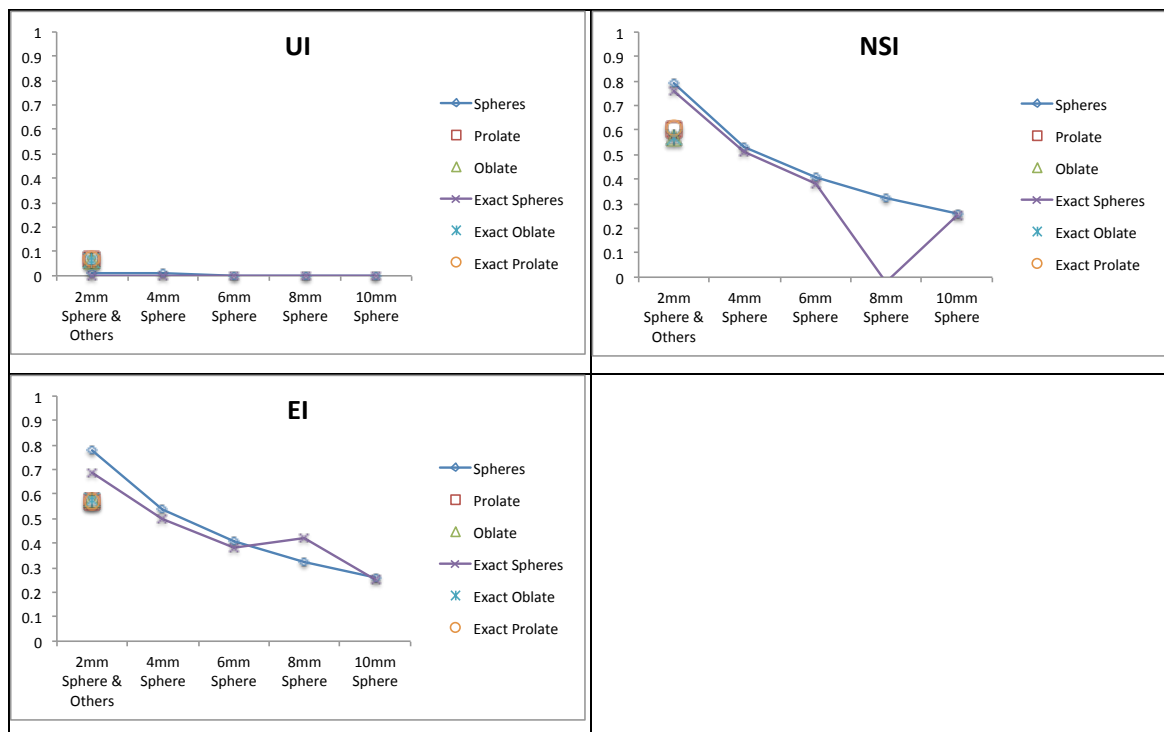 UI
1
0.9
0.8
0.7
0.6
0.5
0.4
0.3
0.2
0.1
0
2mm Sphere & Others
4mm Sphere
6mm Sphere
8mm Sphere
10mm Sphere
Spheres
Prolate
Oblate
Exact Spheres
Exact Oblate
Exact Prolate
NSI
1
0.9
0.8
0.7
0.6
0.5
0.4
0.3
0.2
0.1
0
2mm Sphere & Others
4mm Sphere
6mm Sphere
8mm Sphere
10mm Sphere
Spheres
Prolate
Oblate
Exact Spheres
Exact Oblate
Exact Prolate
EI
1
0.9
0.8
0.7
0.6
0.5
0.4
0.3
0.2
0.1
0
2mm Sphere & Others
4mm Sphere
6mm Sphere
8mm Sphere
10mm Sphere
Spheres
Prolate
Oblate
Exact Spheres
Exact Oblate
Exact Prolate